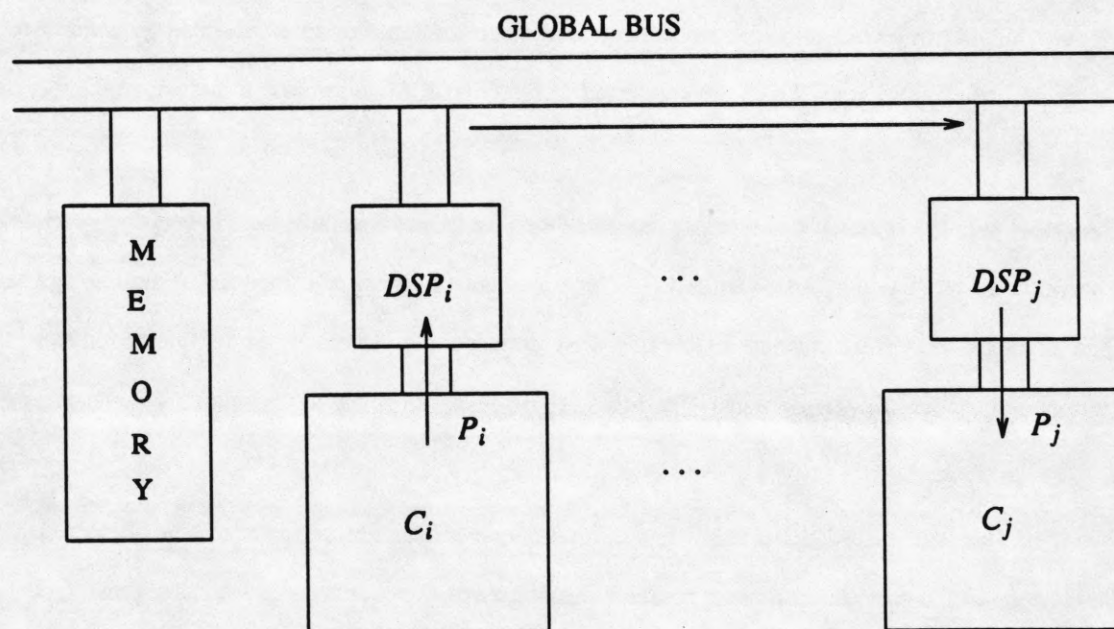 GLOBAL BUS
M
E
M
O
R
Y
DSP_i
...
DSP_j
P_i
...
P_j
C_i
C_j